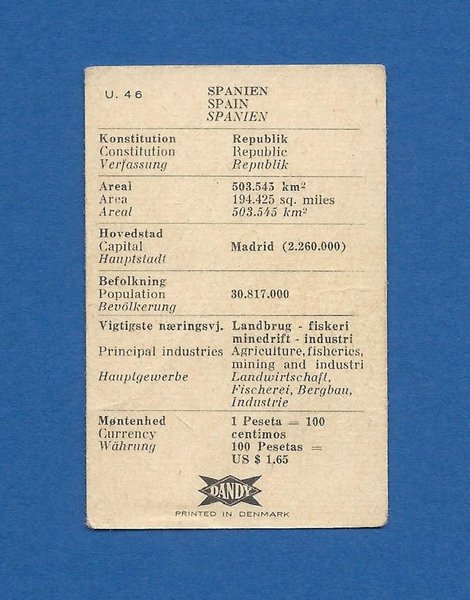 U. 46
SPANIEN
SPAIN
SPANIEN
Konstitution Republik
Constitution Republic
Verfassung Republik
Areal 503.545 km²
Area 194.425 sq. miles
Areal 503.545 km²
Hovedstad
Capital Madrid (2.260.000)
Hauptstadt
Befolkning
Population 30.817.000
Bevölkerung
Vigtigste næringsvj. Landbrug - fiskeri
minedrift - industri
Principal industries Agriculture, fisheries,
mining and industri
Hauptgewerbe Landwirtschaft,
Fischerei, Bergbau,
Industrie
Møntenhed 1 Peseta = 100
Currency centimos
Währung 100 Pesetas =
US $ 1.65
DANDY
PRINTED IN DENMARK